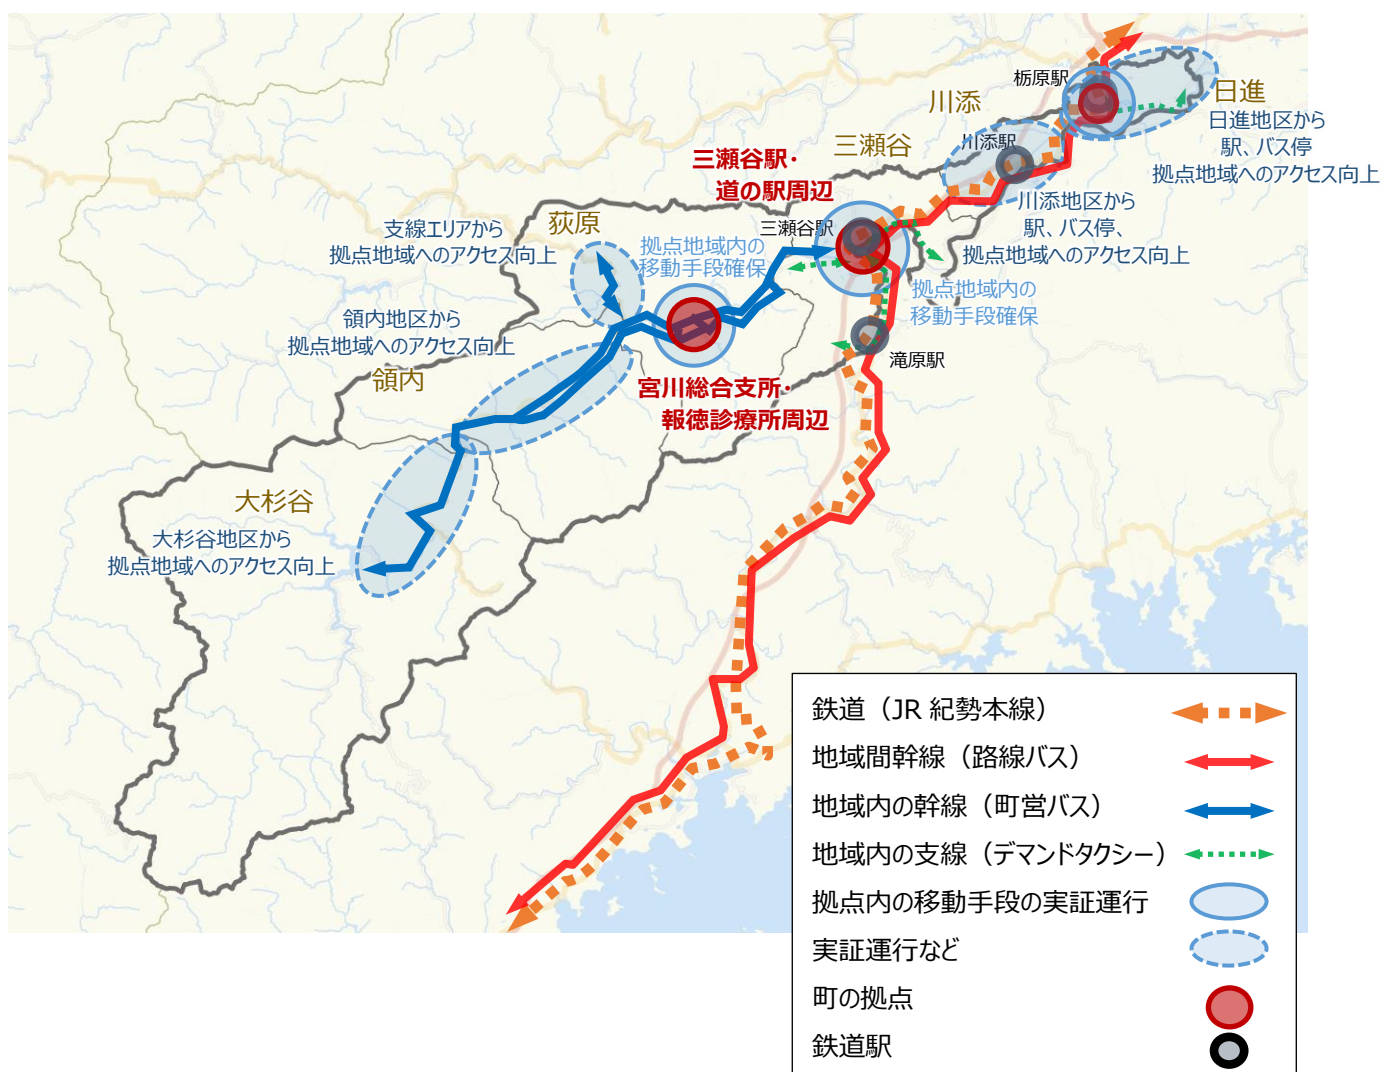 栃原駅
日進
日進地区から
駅、バス停
拠点地域へのアクセス向上
川添
川添駅
三瀬谷
三瀬谷駅・
道の駅周辺
川添地区から
駅、バス停、
拠点地域へのアクセス向上
支線エリアから
拠点地域へのアクセス向上
荻原
三瀬谷駅
拠点地域内の
移動手段確保
拠点地域内の
移動手段確保
領内地区から
拠点地域へのアクセス向上
領内
滝原駅
宮川総合支所・
報徳診療所周辺
大杉谷
大杉谷地区から
拠点地域へのアクセス向上
鉄道（JR 紀勢本線）
地域間幹線（路線バス）
地域内の幹線（町営バス）
地域内の支線（デマンドタクシー）
拠点内の移動手段の実証運行
実証運行など
町の拠点
鉄道駅